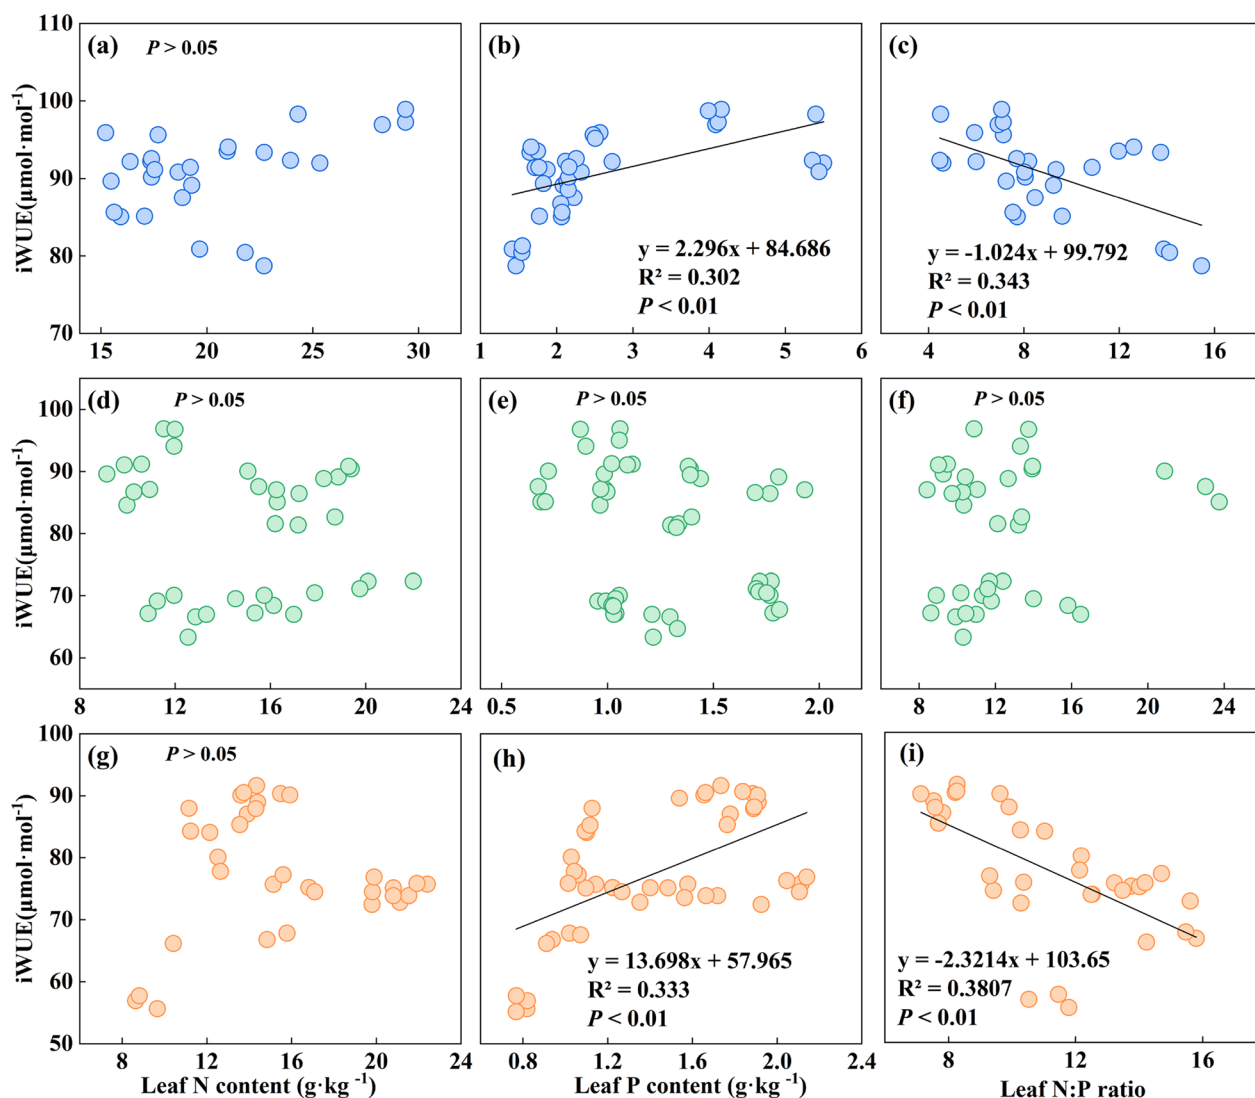 110
100
90
80
70
iWUE(μmol·mol⁻¹)
(a)
P > 0.05
15
20
25
30
(b)
y = 2.296x + 84.686
R² = 0.302
P < 0.01
1
2
3
4
5
6
(c)
y = -1.024x + 99.792
R² = 0.343
P < 0.01
4
8
12
16
100
90
80
70
60
iWUE(μmol·mol⁻¹)
(d)
P > 0.05
8
12
16
20
24
(e)
P > 0.05
0.5
1.0
1.5
2.0
(f)
P > 0.05
8
12
16
20
24
100
90
80
70
60
50
iWUE(μmol·mol⁻¹)
(g)
P > 0.05
8
12
16
20
24
Leaf N content (g·kg⁻¹)
(h)
y = 13.698x + 57.965
R² = 0.333
P < 0.01
0.8
1.2
1.6
2.0
2.4
Leaf P content (g·kg⁻¹)
(i)
y = -2.3214x + 103.65
R² = 0.3807
P < 0.01
8
12
16
Leaf N:P ratio